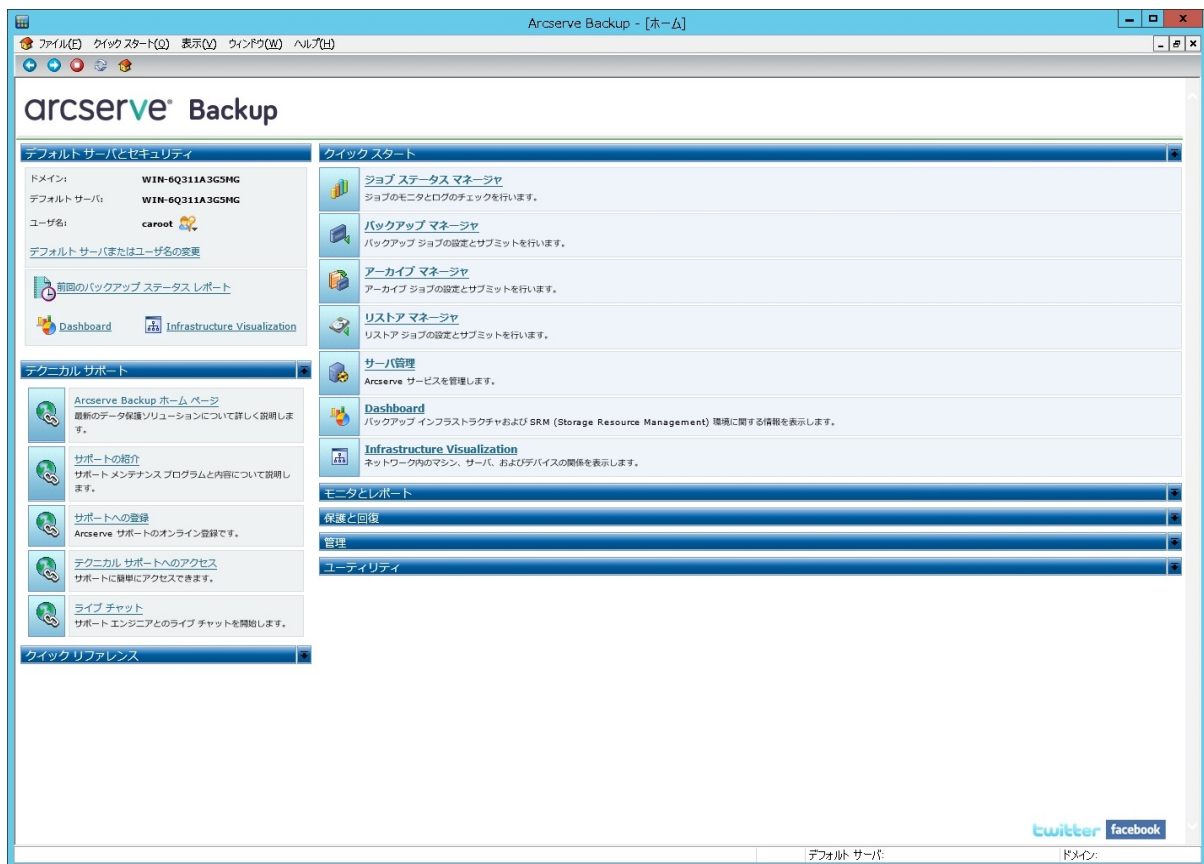 Arcserve Backup - [ホーム]
ファイル(F) クイック スタート(Q) 表示(V) ウィンドウ(W) ヘルプ(H)
arcserve® Backup
デフォルト サーバとセキュリティ
ドメイン: WIN-6Q311A3G5MG
デフォルト サーバ: WIN-6Q311A3G5MG
ユーザ名: caroot
デフォルト サーバまたはユーザ名の変更
前回のバックアップ ステータス レポート
Dashboard Infrastructure Visualization
テクニカル サポート
Arcserve Backup ホーム ページ
最新のデータ保護ソリューションについて詳しく説明しま
す。
サポートの紹介
サポート メンテナンス プログラムと内容について説明し
ます。
サポートへの登録
Arcserve サポートのオンライン登録です。
テクニカル サポートへのアクセス
サポートに簡単にアクセスできます。
ライブ チャット
サポート エンジニアとのライブ チャットを開始します。
クイック リファレンス
クイック スタート
ジョブ ステータス マネージャ
ジョブのモニタとログのチェックを行います。
バックアップ マネージャ
バックアップ ジョブの設定とサブミットを行います。
アーカイブ マネージャ
アーカイブ ジョブの設定とサブミットを行います。
リストア マネージャ
リストア ジョブの設定とサブミットを行います。
サーバ管理
Arcserve サービスを管理します。
Dashboard
バックアップ インフラストラクチャおよび SRM (Storage Resource Management) 環境に関する情報を表示します。
Infrastructure Visualization
ネットワーク内のマシン、サーバ、およびデバイスの関係を表示します。
モニタとレポート
保護と回復
管理
ユーティリティ
twitter facebook
デフォルト サーバ: ドメイン: